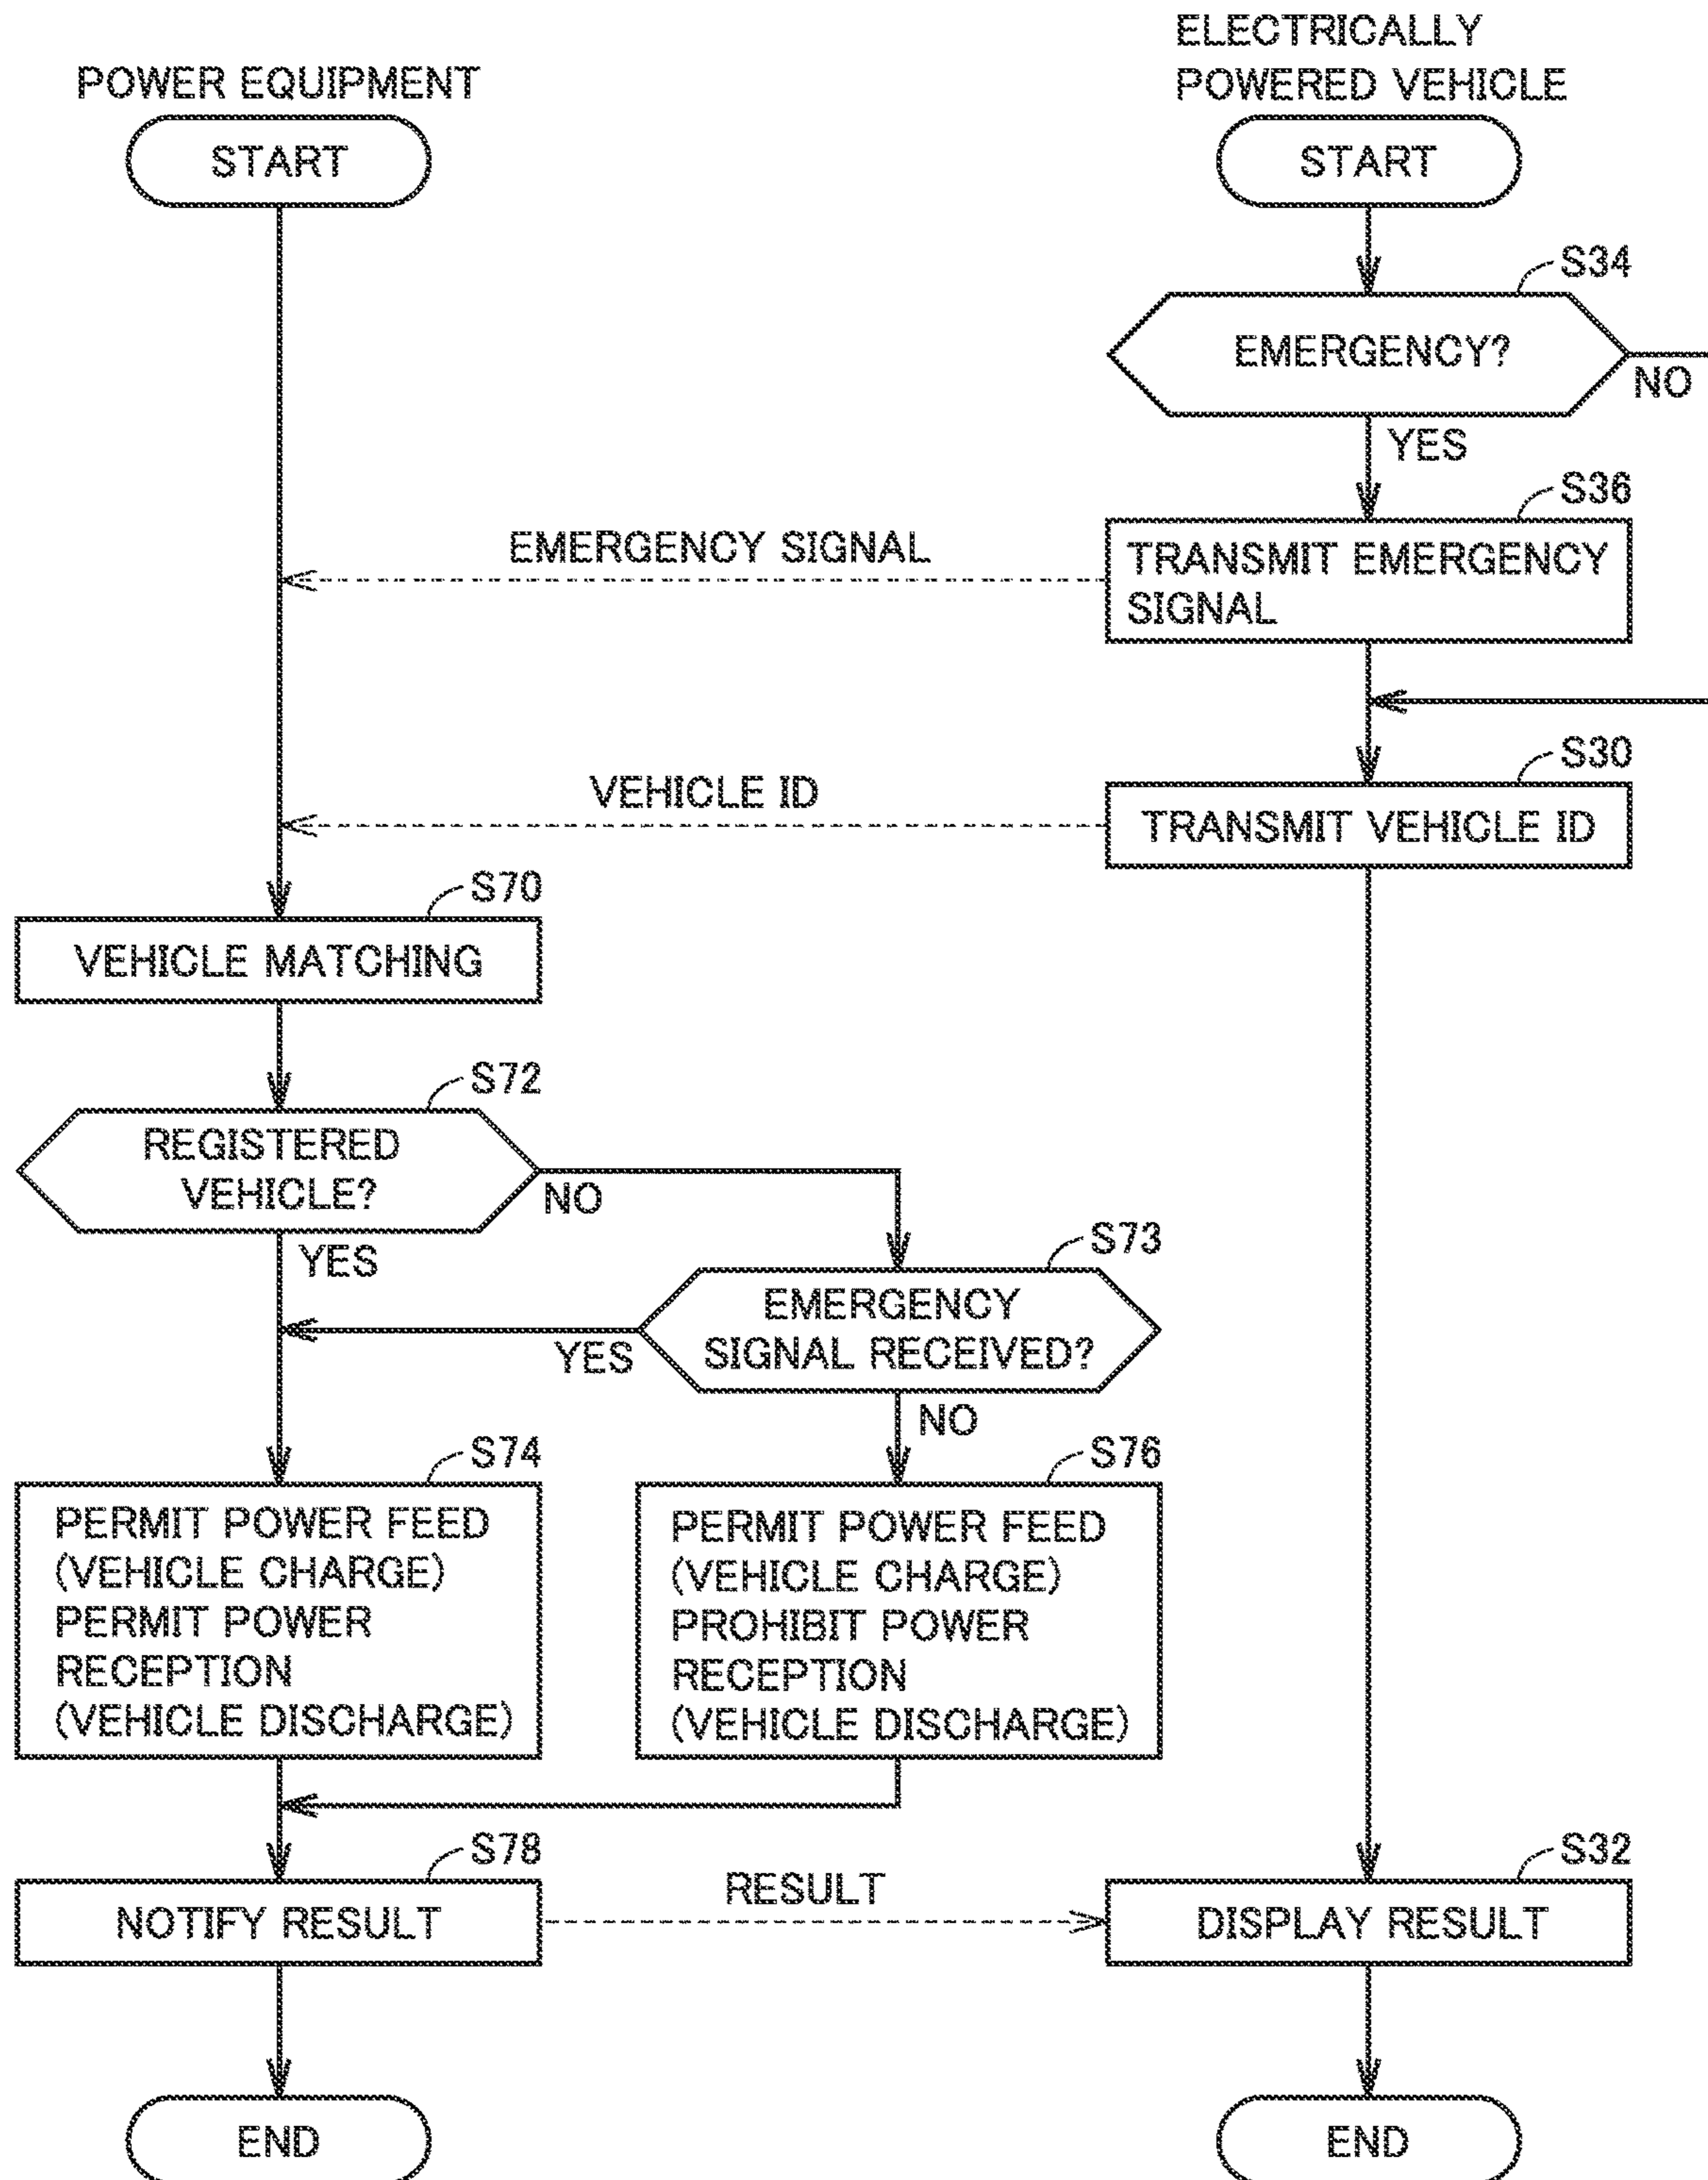 ELECTRICALLY
POWERED VEHICLE
POWER EQUIPMENT
START
START
S34
EMERGENCY?
NO
YES
S36
EMERGENCY SIGNAL
TRANSMIT EMERGENCY
SIGNAL
S30
VEHICLE ID
TRANSMIT VEHICLE ID
S70
VEHICLE MATCHING
S72
REGISTERED
VEHICLE?
NO
YES
S73
EMERGENCY
SIGNAL RECEIVED?
YES
NO
S74
PERMIT POWER FEED
(VEHICLE CHARGE)
PERMIT POWER
RECEPTION
(VEHICLE DISCHARGE)
S76
PERMIT POWER FEED
(VEHICLE CHARGE)
PROHIBIT POWER
RECEPTION
(VEHICLE DISCHARGE)
S78
NOTIFY RESULT
RESULT
S32
DISPLAY RESULT
END
END